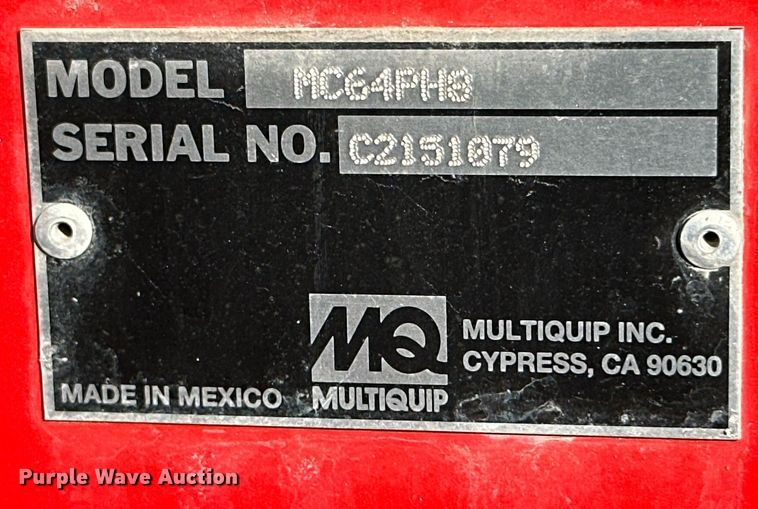 MODEL MC64PH8
SERIAL NO. C2151079
MQ
MULTIQUIP
MULTIQUIP INC.
CYPRESS, CA 90630
MADE IN MEXICO
Purple Wave Auction